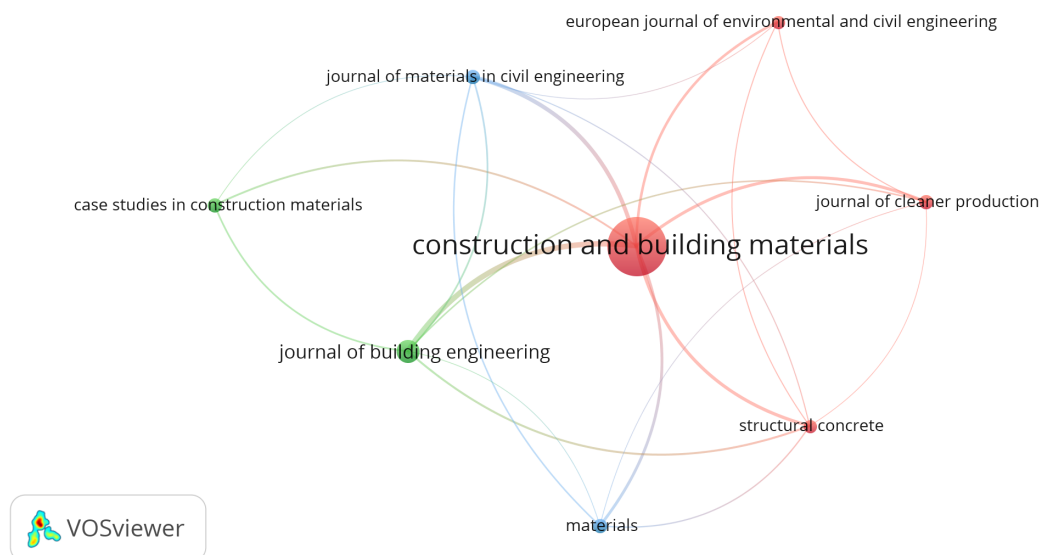 european journal of environmental and civil engineering
journal of materials in civil engineering
case studies in construction materials
journal of cleaner production
construction and building materials
journal of building engineering
structural concrete
materials
VOSviewer